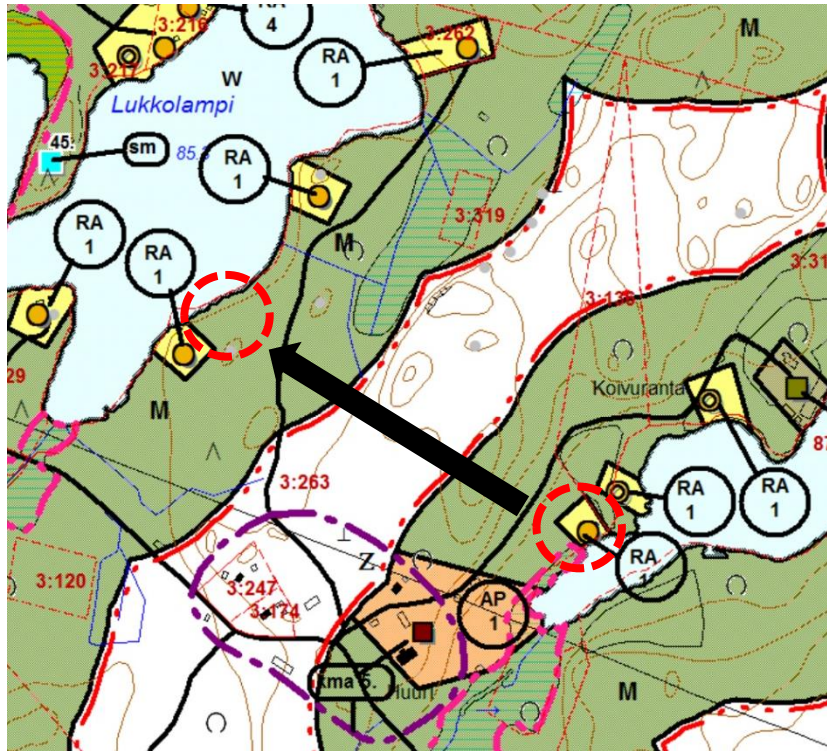 RA
4
3:216
3:262
M
RA
1
3:217
W
Lukkolampi
45.
sm
85.
RA
1
3:319
RA
1
RA
1
M
3:31
3:136
29
M
Koivuranta
87
3:263
RA
1
RA
1
Z
RA
1
3:120
3:247
3:174
AP
1
kma 5.
Huuri
M